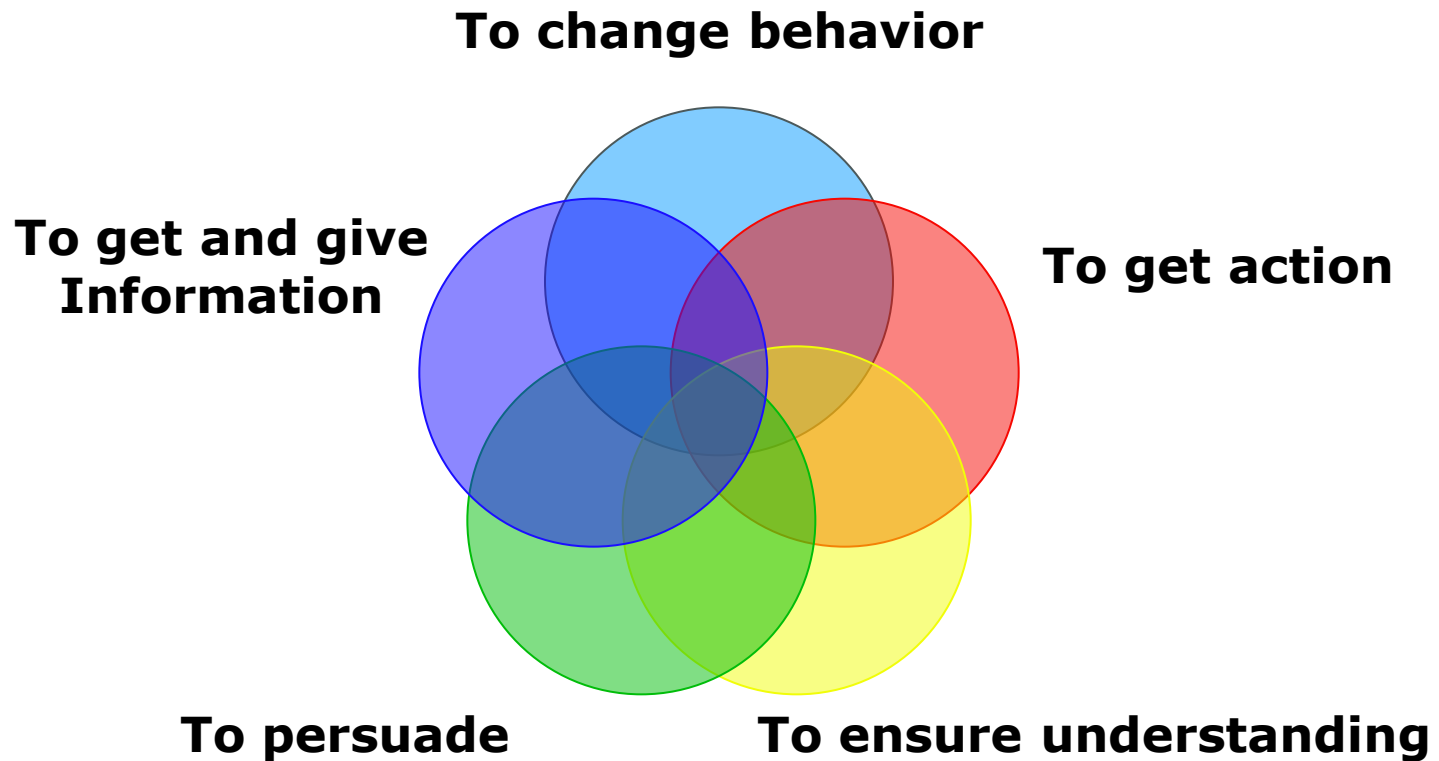 To change behavior
To get and give
Information
To get action
To persuade
To ensure understanding